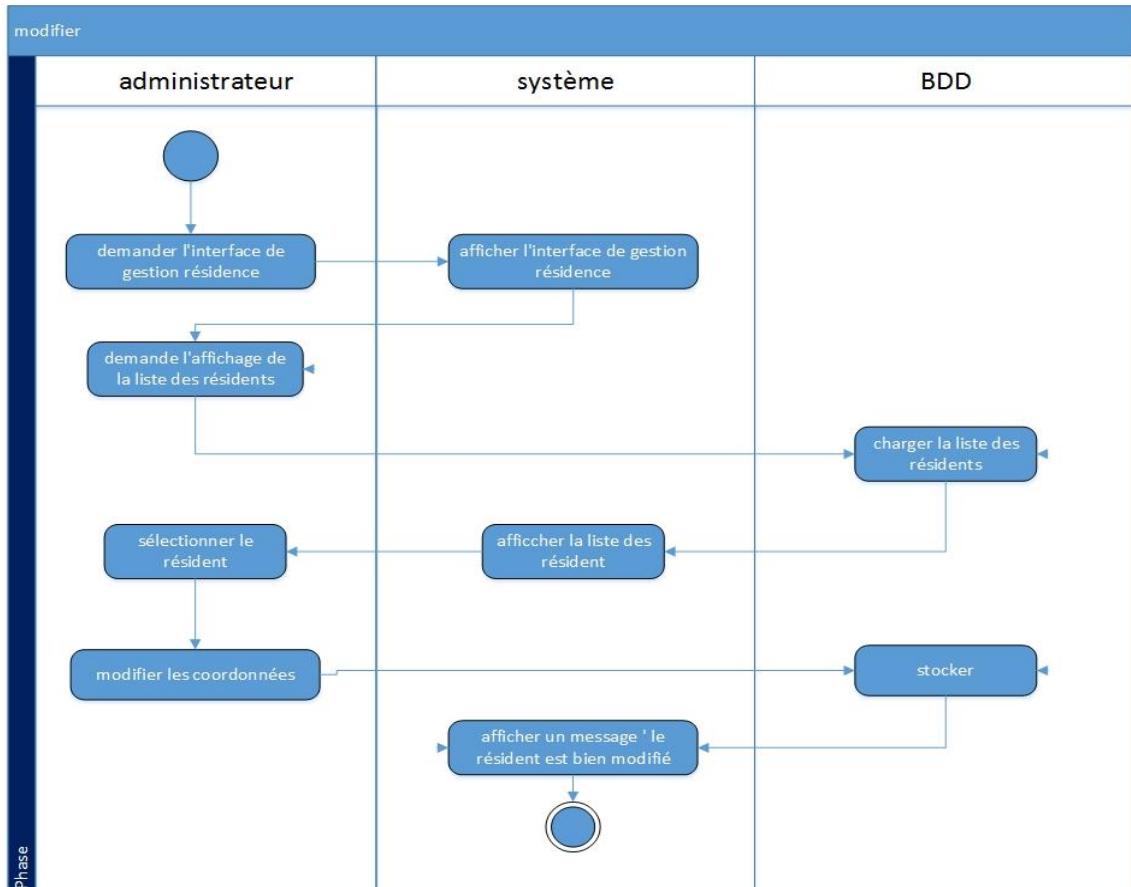 modifier
administrateur
système
BDD
demander l'interface de
gestion résidence
afficher l'interface de gestion
résidence
demande l'affichage de
la liste des résidents
charger la liste des
résidents
sélectionner le
résident
afficcher la liste des
résident
modifier les coordonnées
stocker
afficher un message ' le
résident est bien modifié
Phase